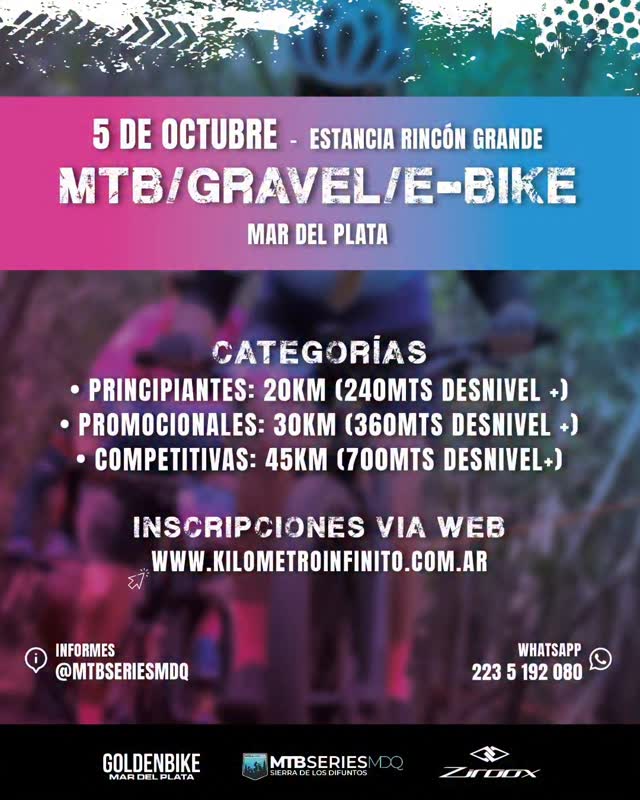 5 DE OCTUBRE - ESTANCIA RINCÓN GRANDE
MTB/GRAVEL/E-BIKE
MAR DEL PLATA
CATEGORÍAS
• PRINCIPIANTES: 20KM (240MTS DESNIVEL +)
• PROMOCIONALES: 30KM (360MTS DESNIVEL +)
• COMPETITIVAS: 45KM (700MTS DESNIVEL+)
INSCRIPCIONES VIA WEB
WWW.KILOMETROINFINITO.COM.AR
INFORMES
@MTBSERIESMDQ
WHATSAPP
223 5 192 080
GOLDENBIKE
MAR DEL PLATA
MTBSERIESMDQ
SIERRA DE LOS DIFUNTOS
Ziroox